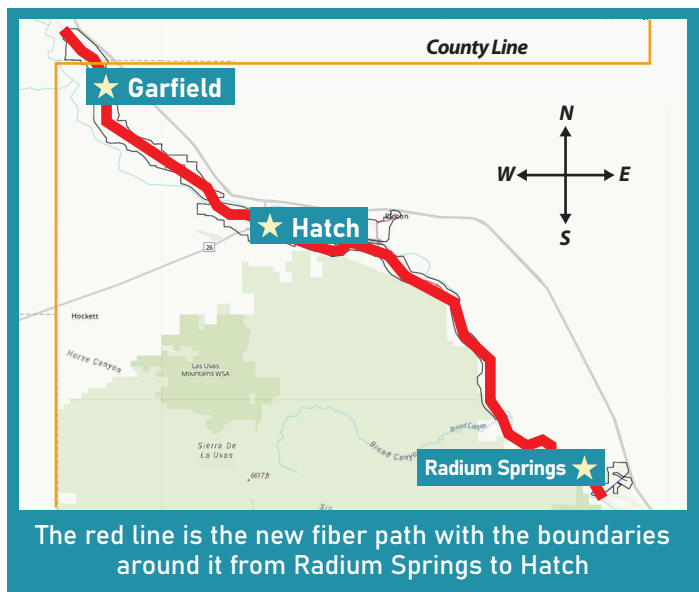 County Line
Garfield
N
W
E
S
Hatch
Rincon
26
Hockett
Horse Canyon
Las Uvas
Mountains WSA
Broad Canyon
Sierra De
La Uvas
Broad Canyo
6617 ft
Radium Springs
The red line is the new fiber path with the boundaries
around it from Radium Springs to Hatch